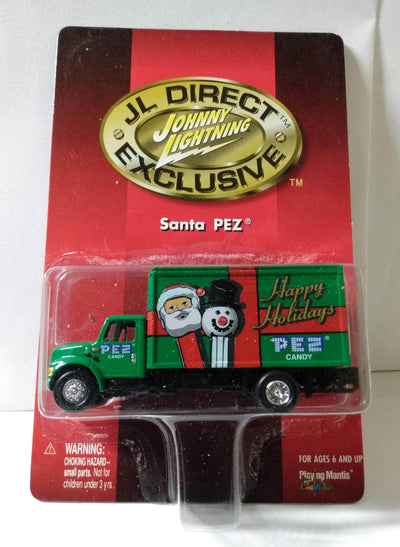 JL DIRECT™
JOHNNY
LIGHTNING
EXCLUSIVE
™
Santa PEZ®
Happy
Holidays
PEZ®
CANDY
PEZ
CANDY
⚠ WARNING:
CHOKING HAZARD–
small parts. Not for
children under 3 yrs.
FOR AGES 6 AND UP
Playing Mantis®